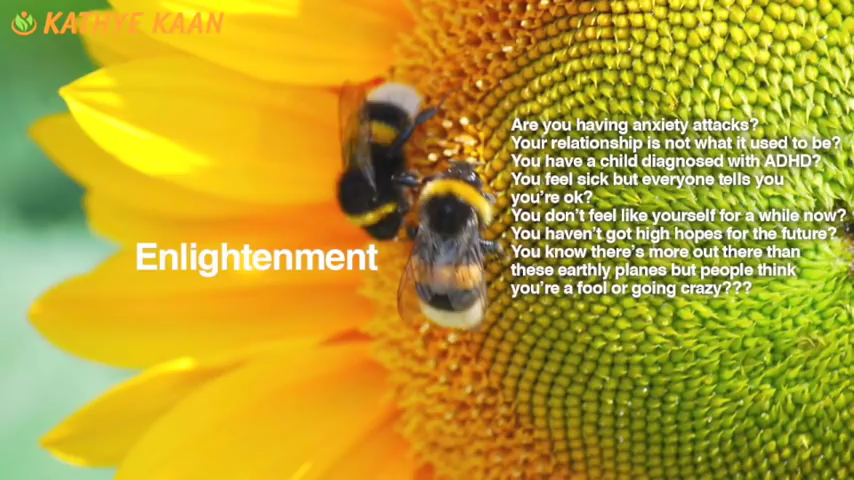 KATHYE KAAN
Are you having anxiety attacks?
Your relationship is not what it used to be?
You have a child diagnosed with ADHD?
You feel sick but everyone tells you
you're ok?
You don't feel like yourself for a while now?
You haven't got high hopes for the future?
You know there's more out there than
these earthly planes but people think
you're a fool or going crazy???
Enlightenment